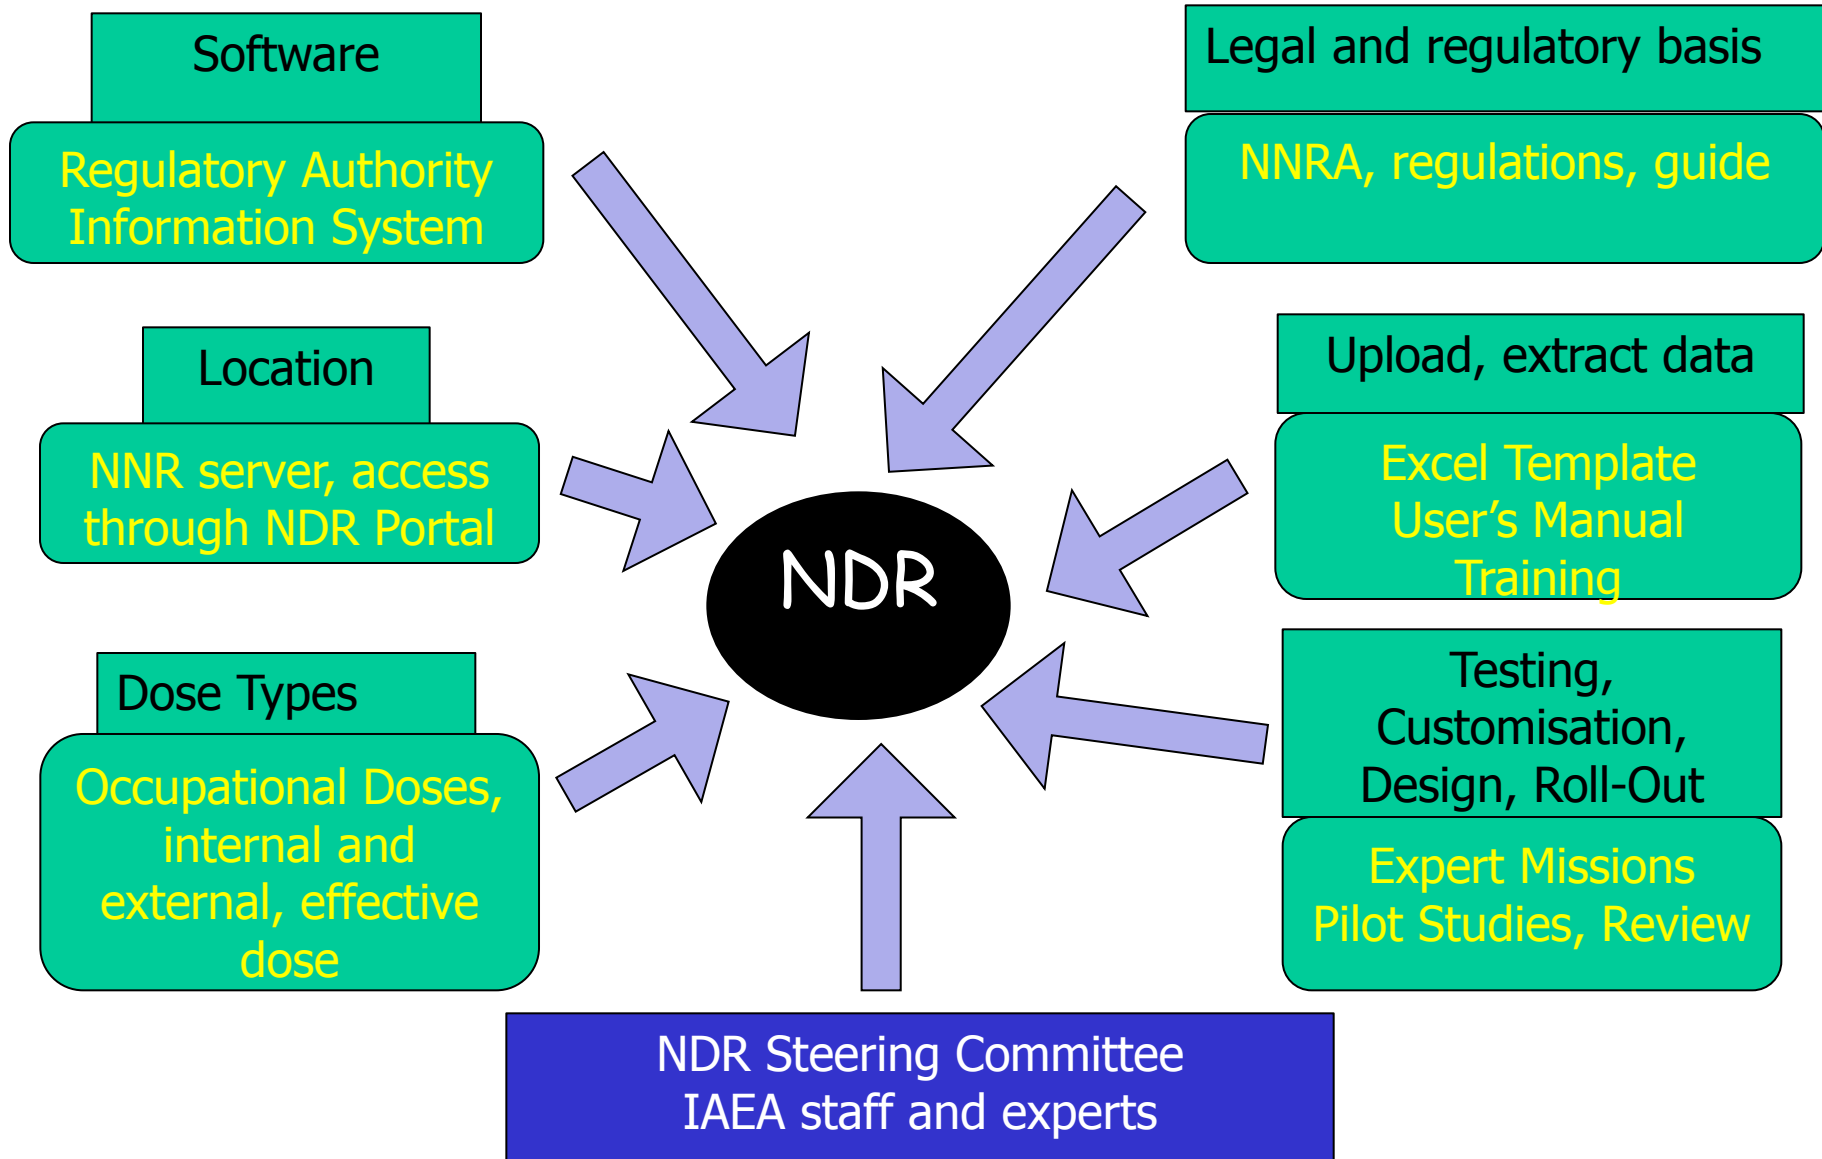 Software
Regulatory Authority
Information System
Legal and regulatory basis
NNRA, regulations, guide
Location
NNR server, access
through NDR Portal
Upload, extract data
Excel Template
User’s Manual
Training
NDR
Dose Types
Occupational Doses,
internal and
external, effective
dose
Testing,
Customisation,
Design, Roll-Out
Expert Missions
Pilot Studies, Review
NDR Steering Committee
IAEA staff and experts